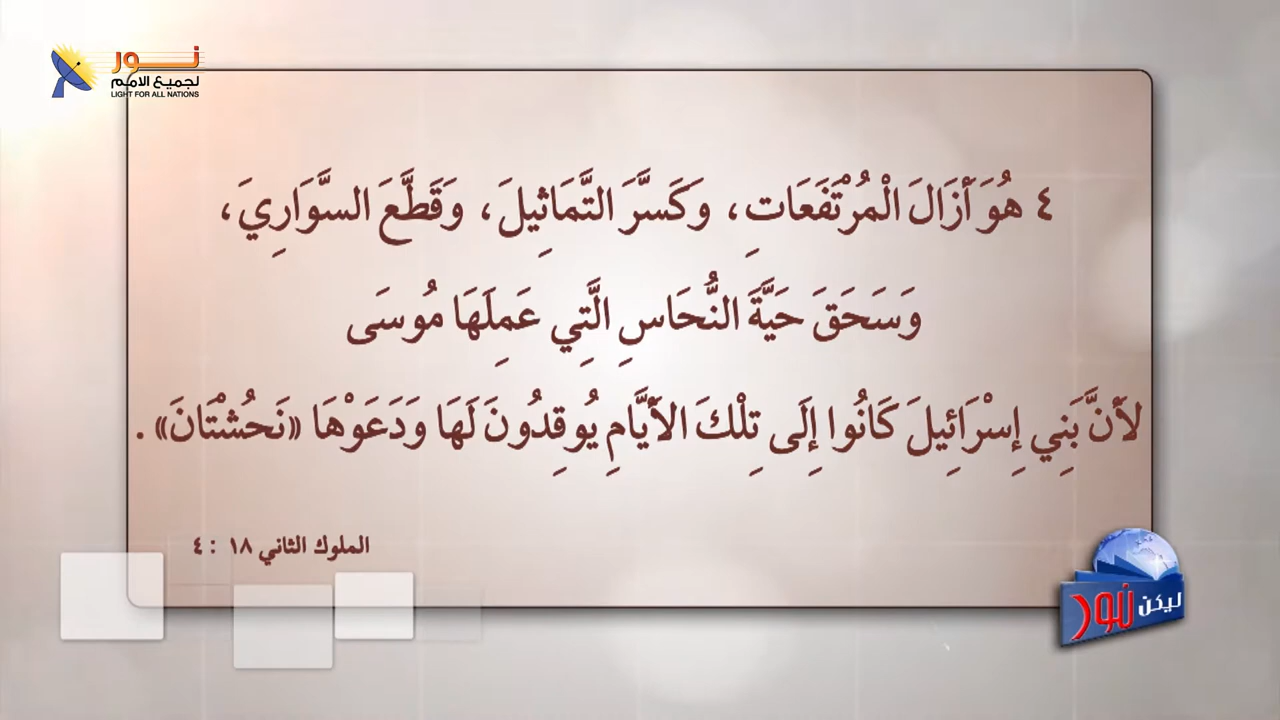 نور
لجميع الامم
LIGHT FOR ALL NATIONS
٤ هُوَ أَزَالَ الْمُرْتَفَعَاتِ، وَكَسَّرَ التَّمَاثِيلَ، وَقَطَّعَ السَّوَارِيَ،
وَسَحَقَ حَيَّةَ النُّحَاسِ الَّتِي عَمِلَهَا مُوسَى
لأَنَّ بَنِي إِسْرَائِيلَ كَانُوا إِلَى تِلْكَ الأَيَّامِ يُوقِدُونَ لَهَا وَدَعَوْهَا «نَحُشْتَانَ» .
الملوك الثاني ١٨ : ٤
ليكن نور